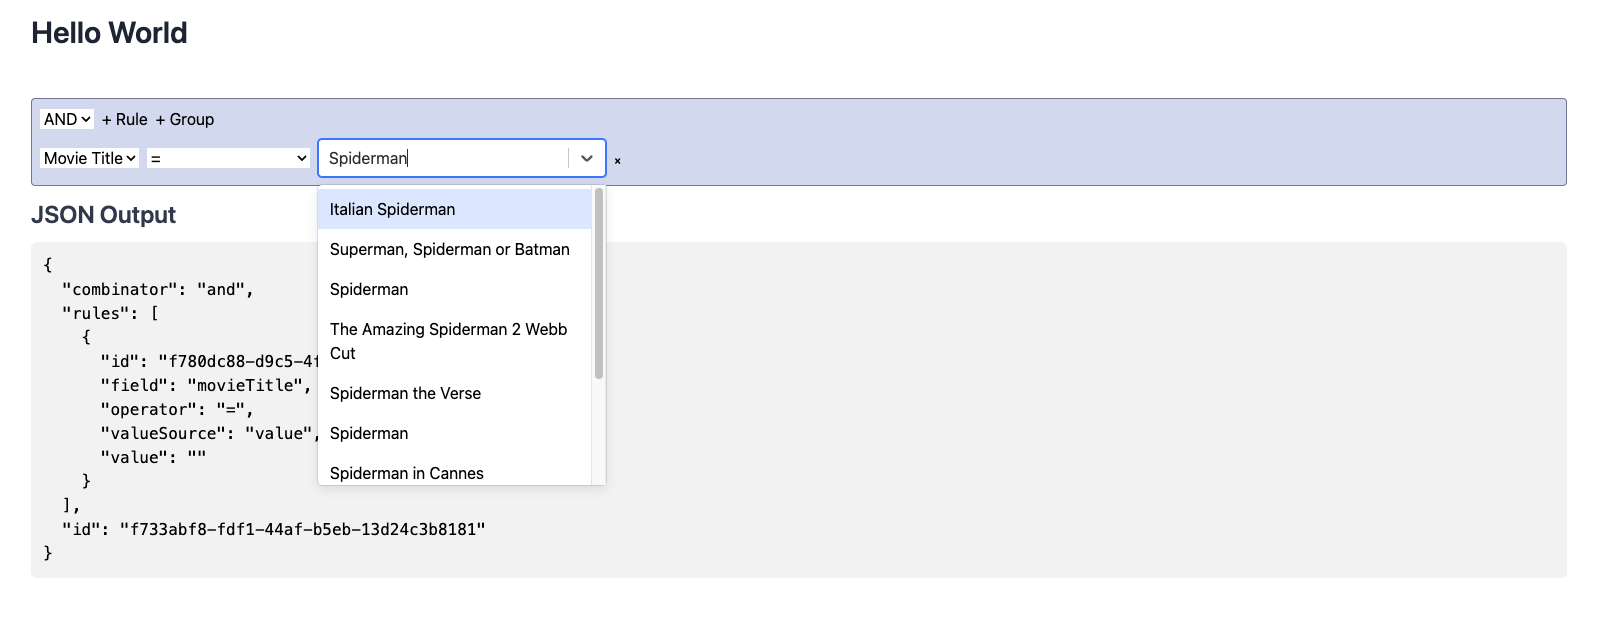 Hello World
AND + Rule + Group
Movie Title = Spiderman ×
Italian Spiderman
Superman, Spiderman or Batman
Spiderman
The Amazing Spiderman 2 Webb
Cut
Spiderman the Verse
Spiderman
Spiderman in Cannes
JSON Output
{
"combinator": "and",
"rules": [
{
"id": "f780dc88-d9c5-4f
"field": "movieTitle",
"operator": "=",
"valueSource": "value",
"value": ""
}
],
"id": "f733abf8-fdf1-44af-b5eb-13d24c3b8181"
}